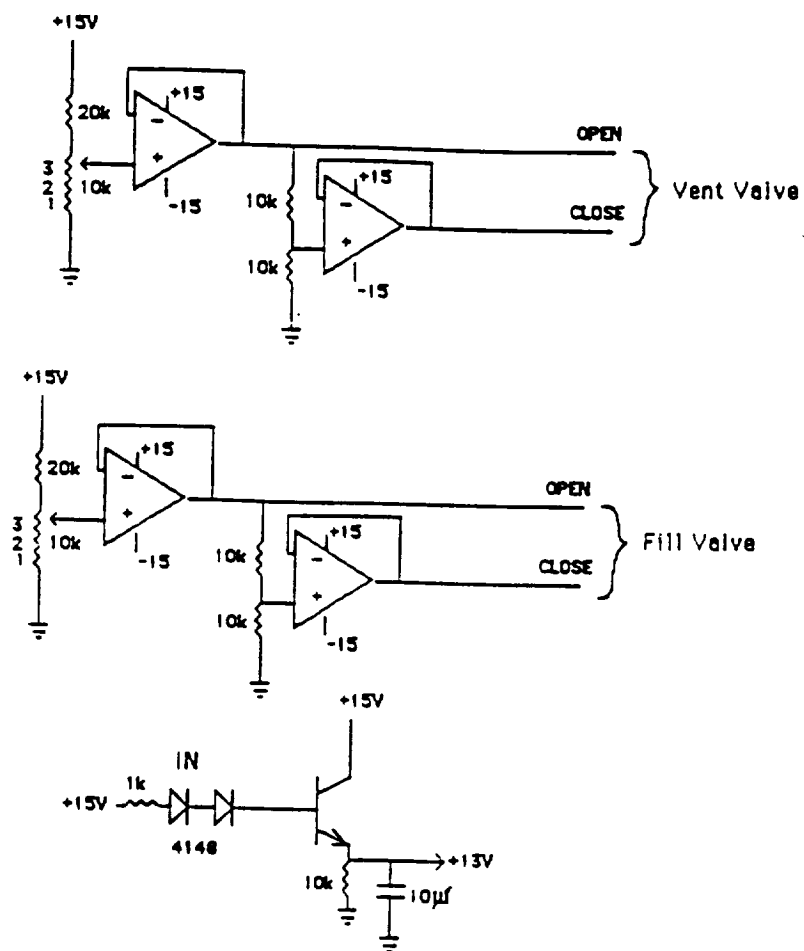 +15V
20k
3
2
1
10k
+15
−
+
-15
OPEN
10k
+15
−
+
CLOSE
10k
-15
Vent Valve
+15V
20k
3
2
1
10k
+15
−
+
-15
OPEN
10k
+15
−
+
CLOSE
10k
-15
Fill Valve
+15V
IN
1k
+15V
4148
+13V
10k
10µf